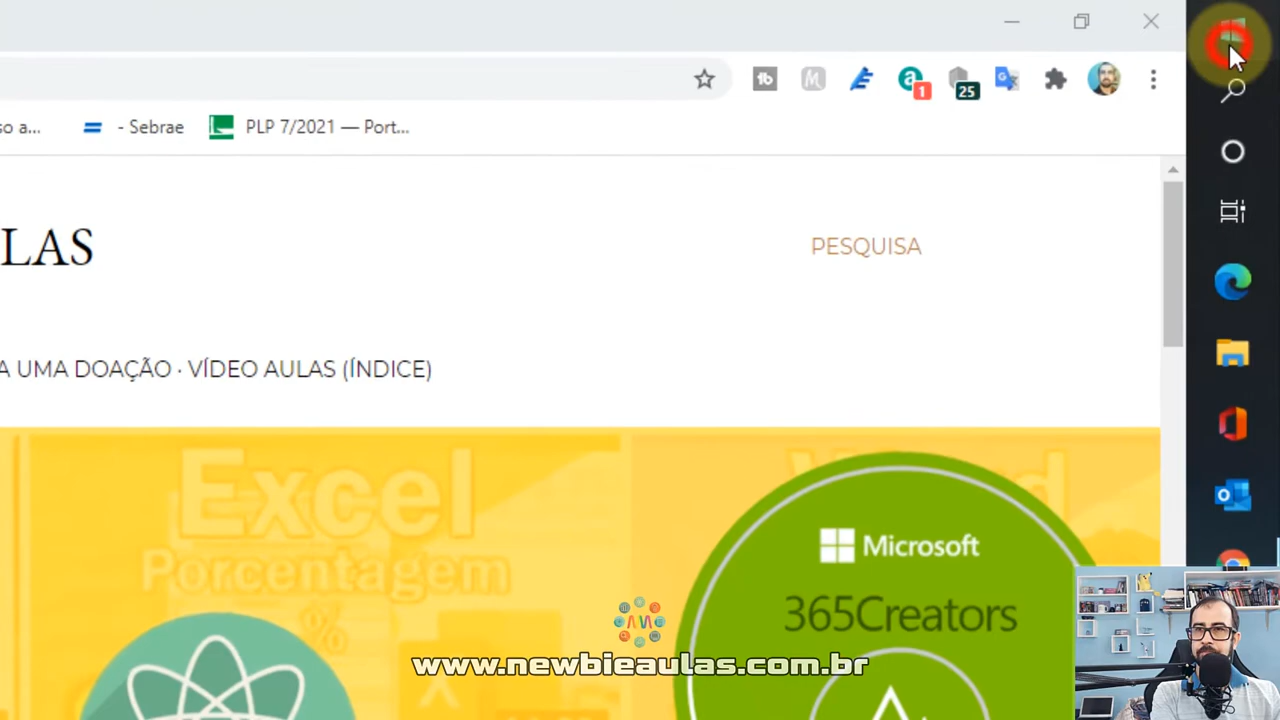 1
25
so a...
- Sebrae
PLP 7/2021 — Port...
LAS
PESQUISA
A UMA DOAÇÃO · VÍDEO AULAS (ÍNDICE)
Excel
Porcentagem
%
Microsoft
365Creators
www.newbieaulas.com.br